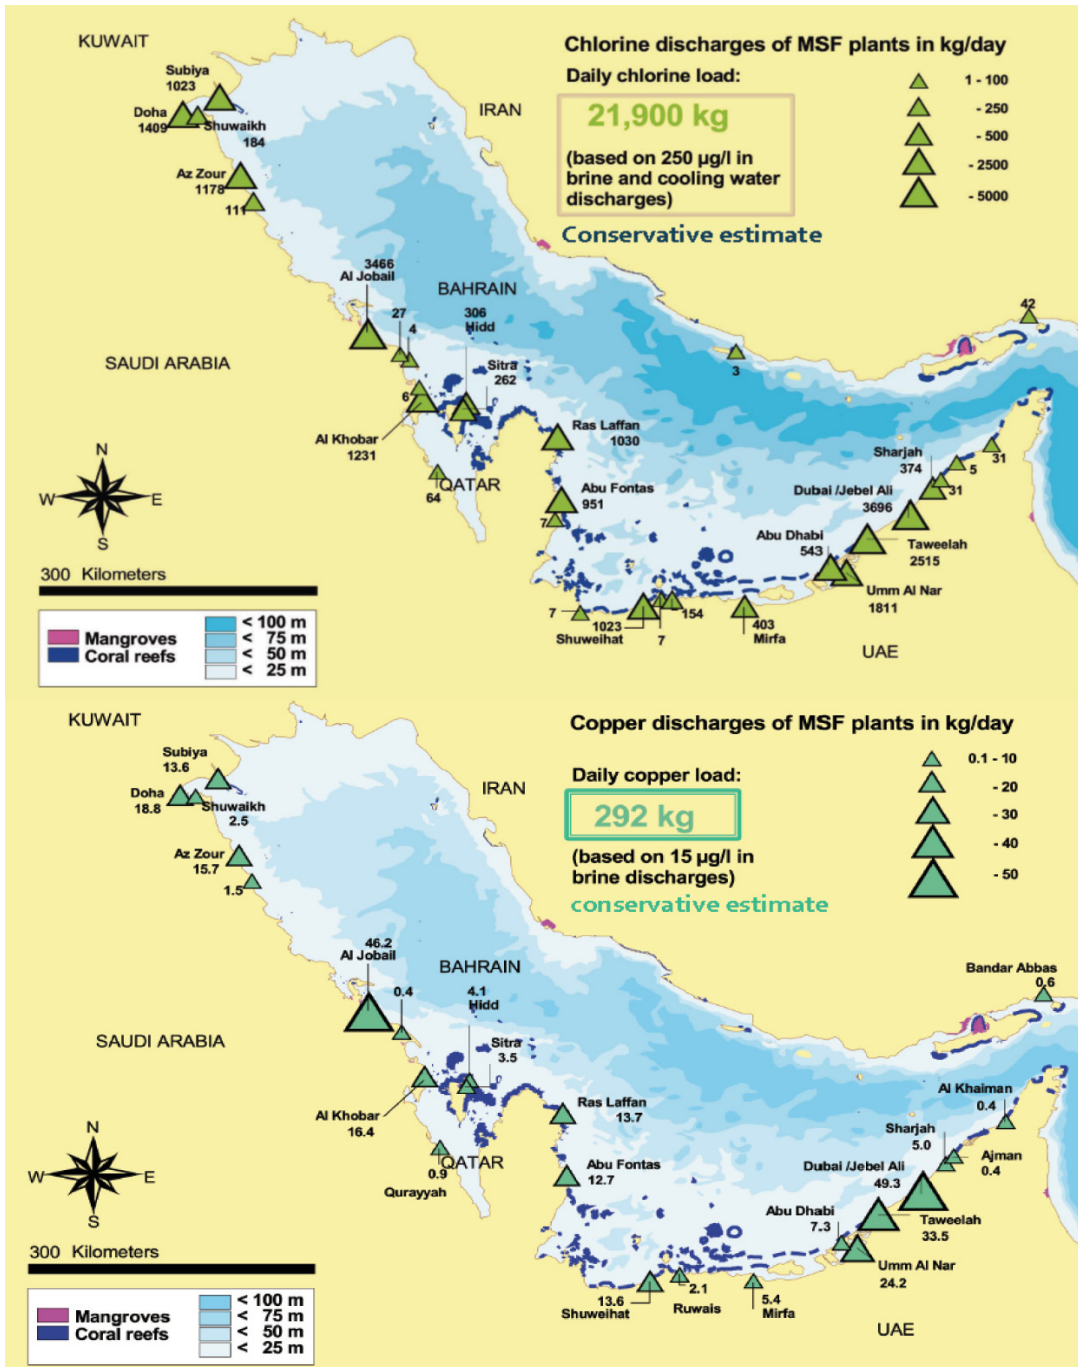 KUWAIT
Chlorine discharges of MSF plants in kg/day
Daily chlorine load:
21,900 kg
(based on 250 µg/l in
brine and cooling water
discharges)
Conservative estimate
1 - 100
- 250
- 500
- 2500
- 5000
Subiya
1023
Doha
1409
Shuwaikh
184
IRAN
Az Zour
1178
111
3466
Al Jobail
BAHRAIN
27
4
306
Hidd
Sitra
262
42
3
SAUDI ARABIA
6
Al Khobar
1231
Ras Laffan
1030
64
QATAR
Abu Fontas
951
7
Sharjah
374
31
5
31
Dubai /Jebel Ali
3696
Abu Dhabi
543
Taweelah
2515
Umm Al Nar
1811
7
1023
Shuweihat
7
154
403
Mirfa
UAE
N
W E
S
300 Kilometers
Mangroves
Coral reefs
< 100 m
< 75 m
< 50 m
< 25 m
KUWAIT
Copper discharges of MSF plants in kg/day
Daily copper load:
292 kg
(based on 15 µg/l in
brine discharges)
conservative estimate
0.1 - 10
- 20
- 30
- 40
- 50
Subiya
13.6
Doha
18.8
Shuwaikh
2.5
IRAN
Az Zour
15.7
1.5
46.2
Al Jobail
BAHRAIN
0.4
4.1
Hidd
Sitra
3.5
Bandar Abbas
0.6
SAUDI ARABIA
Al Khobar
16.4
Ras Laffan
13.7
0.9
QATAR
Qurayyah
Abu Fontas
12.7
Al Khaiman
0.4
Sharjah
5.0
Ajman
0.4
Dubai /Jebel Ali
49.3
Abu Dhabi
7.3
Taweelah
33.5
Umm Al Nar
24.2
13.6
Shuweihat
2.1
Ruwais
5.4
Mirfa
UAE
N
W E
S
300 Kilometers
Mangroves
Coral reefs
< 100 m
< 75 m
< 50 m
< 25 m